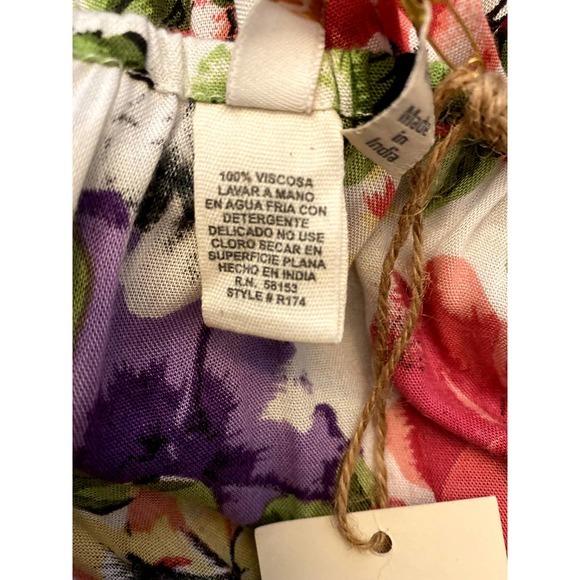 100% VISCOSA
LAVAR A MANO
EN AGUA FRIA CON
DETERGENTE
DELICADO NO USE
CLORO SECAR EN
SUPERFICIE PLANA
HECHO EN INDIA
R.N. 58153
STYLE # R174
Made
in
India